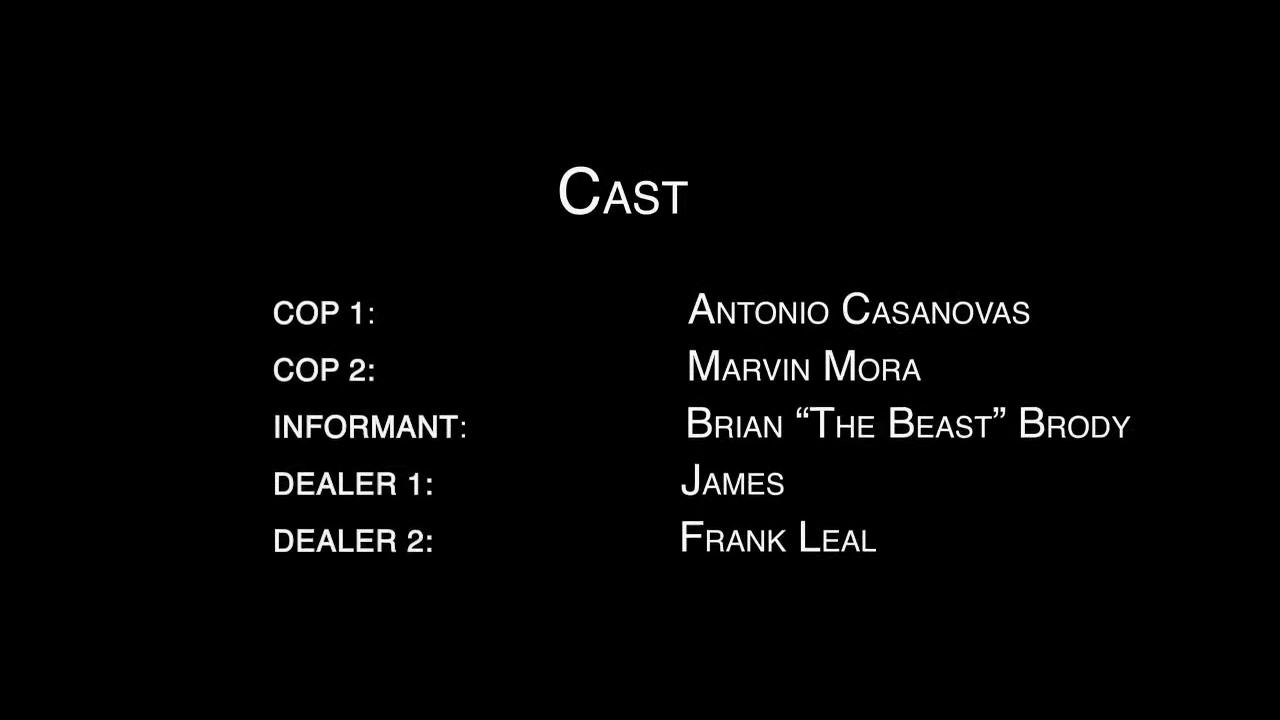 Cast
COP 1: Antonio Casanovas
COP 2: Marvin Mora
INFORMANT: Brian “The Beast” Brody
DEALER 1: James
DEALER 2: Frank Leal